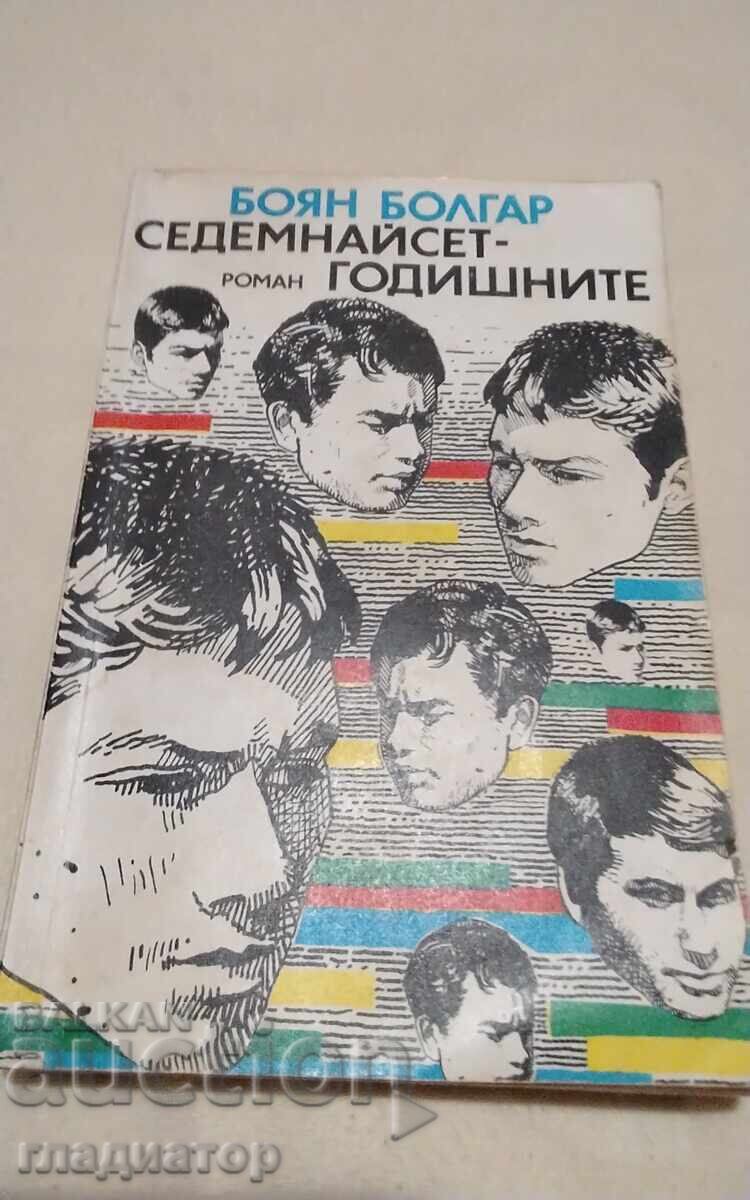 БОЯН БОЛГАР
СЕДЕМНАЙСЕТ-
РОМАН ГОДИШНИТЕ
BALKAN
auction
гладиатор